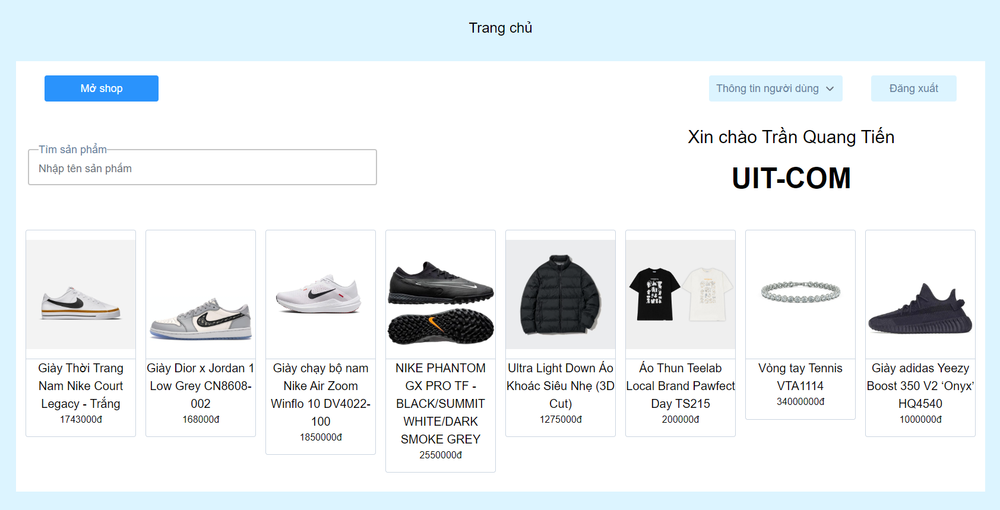 Trang chủ
Mở shop
Thông tin người dùng
Đăng xuất
Xin chào Trần Quang Tiến
UIT-COM
Tìm sản phẩm
Nhập tên sản phẩm
Giày Thời Trang
Nam Nike Court
Legacy - Trắng
1743000đ
Giày Dior x Jordan 1
Low Grey CN8608-
002
168000đ
Giày chạy bộ nam
Nike Air Zoom
Winflo 10 DV4022-
100
1850000đ
NIKE PHANTOM
GX PRO TF -
BLACK/SUMMIT
WHITE/DARK
SMOKE GREY
2550000đ
Ultra Light Down Áo
Khoác Siêu Nhẹ (3D
Cut)
1275000đ
Áo Thun Teelab
Local Brand Pawfect
Day TS215
200000đ
Vòng tay Tennis
VTA1114
34000000đ
Giày adidas Yeezy
Boost 350 V2 ‘Onyx’
HQ4540
1000000đ